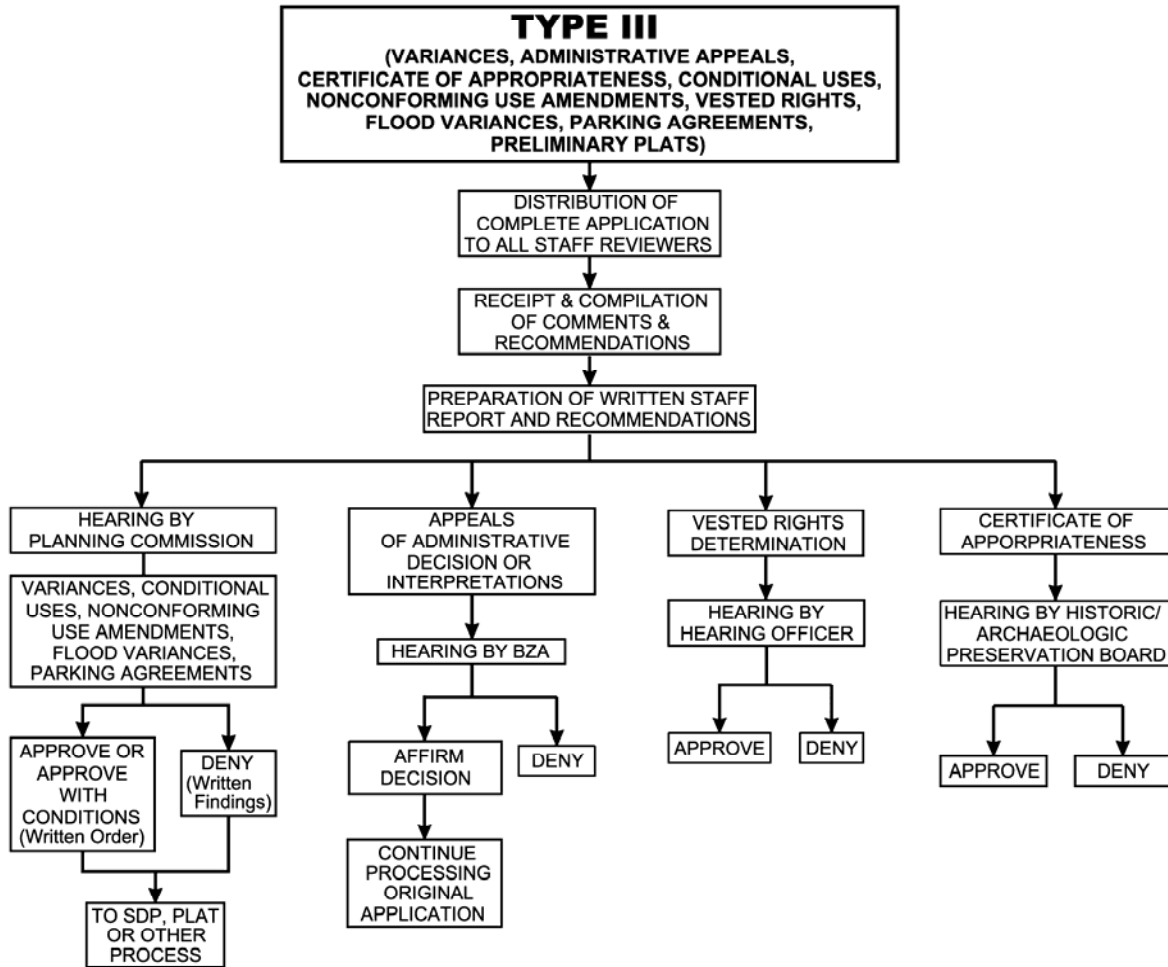 TYPE III
(VARIANCES, ADMINISTRATIVE APPEALS,
CERTIFICATE OF APPROPRIATENESS, CONDITIONAL USES,
NONCONFORMING USE AMENDMENTS, VESTED RIGHTS,
FLOOD VARIANCES, PARKING AGREEMENTS,
PRELIMINARY PLATS)
DISTRIBUTION OF
COMPLETE APPLICATION
TO ALL STAFF REVIEWERS
RECEIPT & COMPILATION
OF COMMENTS &
RECOMMENDATIONS
PREPARATION OF WRITTEN STAFF
REPORT AND RECOMMENDATIONS
HEARING BY
PLANNING COMMISSION
VARIANCES, CONDITIONAL
USES, NONCONFORMING
USE AMENDMENTS,
FLOOD VARIANCES,
PARKING AGREEMENTS
APPROVE OR
APPROVE
WITH
CONDITIONS
(Written Order)
DENY
(Written
Findings)
TO SDP, PLAT
OR OTHER
PROCESS
APPEALS
OF ADMINISTRATIVE
DECISION OR
INTERPRETATIONS
HEARING BY BZA
AFFIRM
DECISION
DENY
CONTINUE
PROCESSING
ORIGINAL
APPLICATION
VESTED RIGHTS
DETERMINATION
HEARING BY
HEARING OFFICER
APPROVE
DENY
CERTIFICATE OF
APPORPRIATENESS
HEARING BY HISTORIC/
ARCHAEOLOGIC
PRESERVATION BOARD
APPROVE
DENY